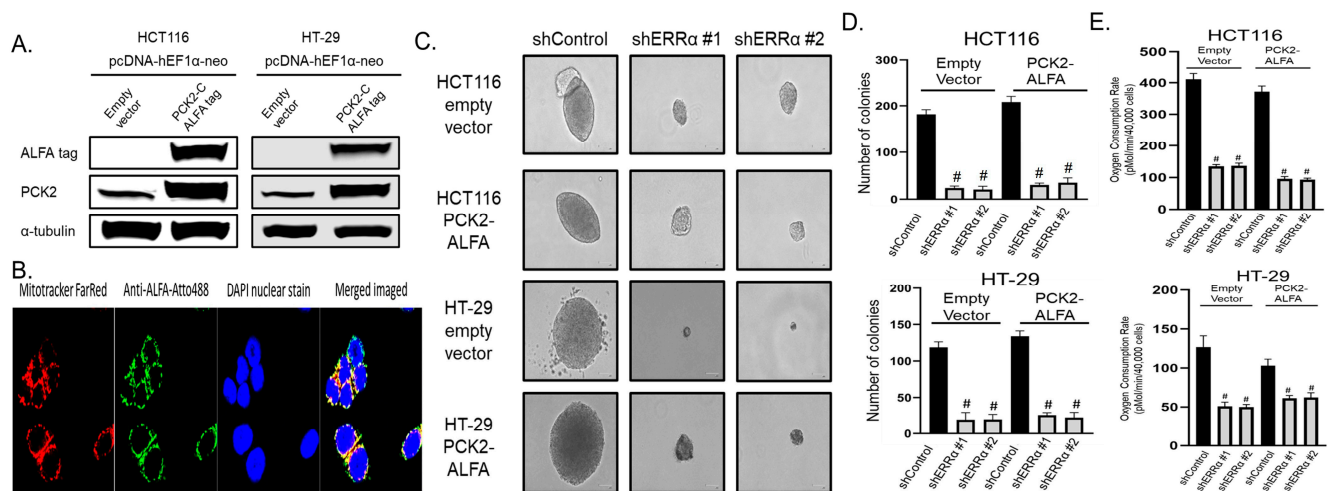 A.
HCT116
HT-29
pcDNA-hEF1α-neo
pcDNA-hEF1α-neo
Empty
vector
PCK2-C
ALFA tag
Empty
vector
PCK2-C
ALFA tag
ALFA tag
PCK2
α-tubulin
B.
Mitotracker FarRed
Anti-ALFA-Atto488
DAPI nuclear stain
Merged imaged
C.
shControl
shERRα #1
shERRα #2
HCT116
empty
vector
HCT116
PCK2-
ALFA
HT-29
empty
vector
HT-29
PCK2-
ALFA
D.
HCT116
Empty
Vector
PCK2-
ALFA
Number of colonies
200
150
100
50
0
# # # #
shControl
shERRα #1
shERRα #2
shControl
shERRα #1
shERRα #2
HT-29
Empty
Vector
PCK2-
ALFA
Number of colonies
150
100
50
0
# # # #
shControl
shERRα #1
shERRα #2
shControl
shERRα #1
shERRα #2
E.
HCT116
Empty
Vector
PCK2-
ALFA
Oxygen Consumption Rate
(pMol/min/40,000 cells)
500
400
300
200
100
0
# # # #
shControl
shERRα #1
shERRα #2
shControl
shERRα #1
shERRα #2
HT-29
Empty
Vector
PCK2-
ALFA
Oxygen Consumption Rate
(pMol/min/40,000 cells)
200
150
100
50
0
# # # #
shControl
shERRα #1
shERRα #2
shControl
shERRα #1
shERRα #2